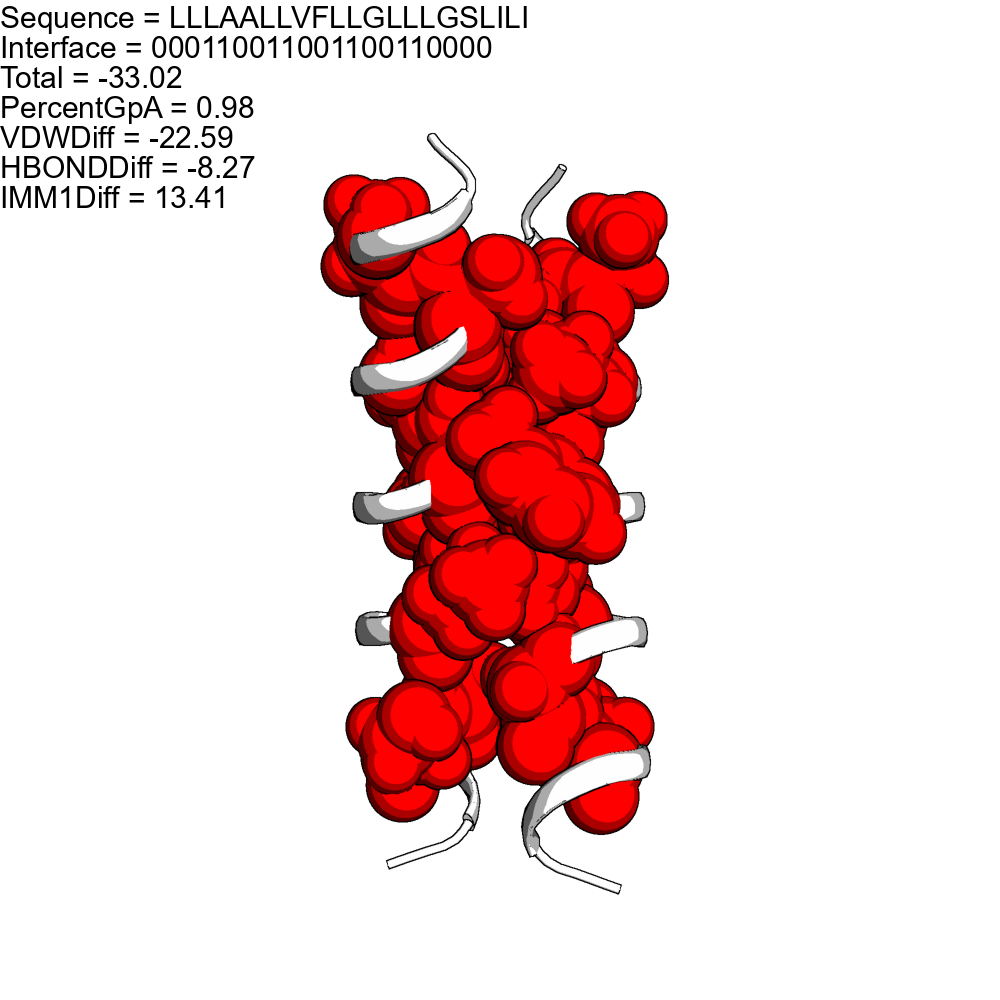 Sequence = LLLAALLVFLLGLLLGSLILI
Interface = 000110011001100110000
Total = -33.02
PercentGpA = 0.98
VDWDiff = -22.59
HBONDDiff = -8.27
IMM1Diff = 13.41